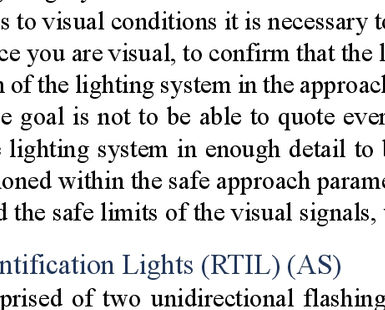 s to visual conditions it is necessary to
ce you are visual, to confirm that the l
n of the lighting system in the approach
e goal is not to be able to quote ever
e lighting system in enough detail to b
oned within the safe approach parame
d the safe limits of the visual signals,
ntification Lights (RTIL) (AS)
prised of two unidirectional flashing